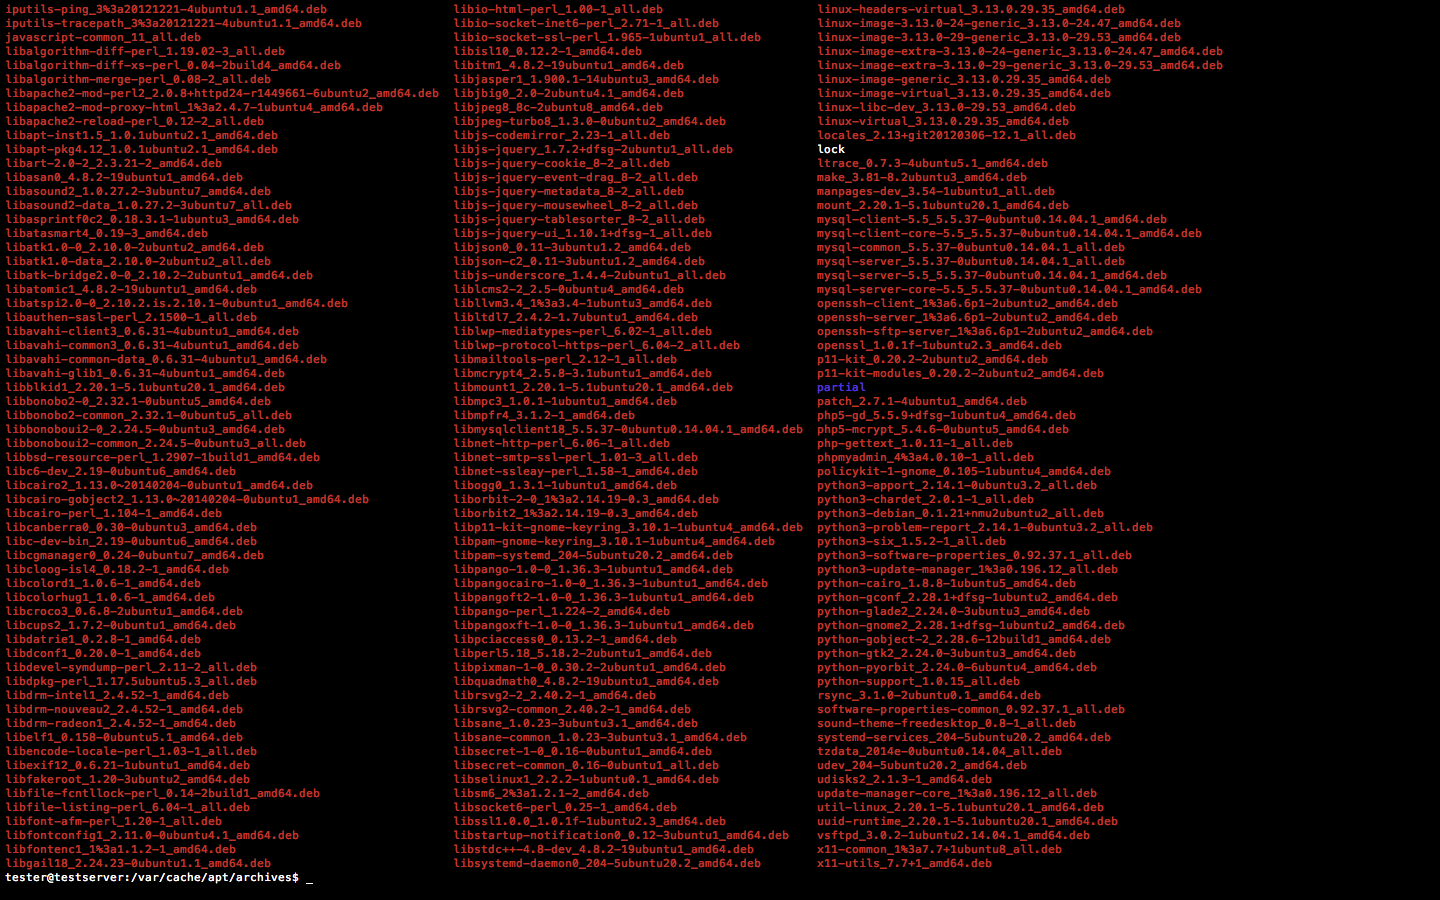 iputils-ping_3%3a20121221-4ubuntu1.1_amd64.deb libio-html-perl_1.00-1_all.deb linux-headers-virtual_3.13.0.29.35_amd64.deb
iputils-tracepath_3%3a20121221-4ubuntu1.1_amd64.deb libio-socket-inet6-perl_2.71-1_all.deb linux-image-3.13.0-24-generic_3.13.0-24.47_amd64.deb
javascript-common_11_all.deb libio-socket-ssl-perl_1.965-1ubuntu1_all.deb linux-image-3.13.0-29-generic_3.13.0-29.53_amd64.deb
libalgorithm-diff-perl_1.19.02-3_all.deb libisl10_0.12.2-1_amd64.deb linux-image-extra-3.13.0-24-generic_3.13.0-24.47_amd64.deb
libalgorithm-diff-xs-perl_0.04-2build4_amd64.deb libitm1_4.8.2-19ubuntu1_amd64.deb linux-image-extra-3.13.0-29-generic_3.13.0-29.53_amd64.deb
libalgorithm-merge-perl_0.08-2_all.deb libjasper1_1.900.1-14ubuntu3_amd64.deb linux-image-generic_3.13.0.29.35_amd64.deb
libapache2-mod-perl2_2.0.8+httpd24-r1449661-6ubuntu2_amd64.deb libjbig0_2.0-2ubuntu4.1_amd64.deb linux-image-virtual_3.13.0.29.35_amd64.deb
libapache2-mod-proxy-html_1%3a2.4.7-1ubuntu4_amd64.deb libjpeg8_8c-2ubuntu8_amd64.deb linux-libc-dev_3.13.0-29.53_amd64.deb
libapache2-reload-perl_0.12-2_all.deb libjpeg-turbo8_1.3.0-0ubuntu2_amd64.deb linux-virtual_3.13.0.29.35_amd64.deb
libapt-inst1.5_1.0.1ubuntu2.1_amd64.deb libjs-codemirror_2.23-1_all.deb locales_2.13+git20120306-12.1_all.deb
libapt-pkg4.12_1.0.1ubuntu2.1_amd64.deb libjs-jquery_1.7.2+dfsg-2ubuntu1_all.deb lock
libart-2.0-2_2.3.21-2_amd64.deb libjs-jquery-cookie_8-2_all.deb ltrace_0.7.3-4ubuntu5.1_amd64.deb
libasan0_4.8.2-19ubuntu1_amd64.deb libjs-jquery-event-drag_8-2_all.deb make_3.81-8.2ubuntu3_amd64.deb
libasound2_1.0.27.2-3ubuntu7_amd64.deb libjs-jquery-metadata_8-2_all.deb manpages-dev_3.54-1ubuntu1_all.deb
libasound2-data_1.0.27.2-3ubuntu7_all.deb libjs-jquery-mousewheel_8-2_all.deb mount_2.20.1-5.1ubuntu20.1_amd64.deb
libasprintf0c2_0.18.3.1-1ubuntu3_amd64.deb libjs-jquery-tablesorter_8-2_all.deb mysql-client-5.5_5.5.37-0ubuntu0.14.04.1_amd64.deb
libatasmart4_0.19-3_amd64.deb libjs-jquery-ui_1.10.1+dfsg-1_all.deb mysql-client-core-5.5_5.5.37-0ubuntu0.14.04.1_amd64.deb
libatk1.0-0_2.10.0-2ubuntu2_amd64.deb libjson0_0.11-3ubuntu1.2_amd64.deb mysql-common_5.5.37-0ubuntu0.14.04.1_all.deb
libatk1.0-data_2.10.0-2ubuntu2_all.deb libjson-c2_0.11-3ubuntu1.2_amd64.deb mysql-server_5.5.37-0ubuntu0.14.04.1_all.deb
libatk-bridge2.0-0_2.10.2-2ubuntu1_amd64.deb libjs-underscore_1.4.4-2ubuntu1_all.deb mysql-server-5.5_5.5.37-0ubuntu0.14.04.1_amd64.deb
libatomic1_4.8.2-19ubuntu1_amd64.deb liblcms2-2_2.5-0ubuntu4_amd64.deb mysql-server-core-5.5_5.5.37-0ubuntu0.14.04.1_amd64.deb
libatspi2.0-0_2.10.2.is.2.10.1-0ubuntu1_amd64.deb libllvm3.4_1%3a3.4-1ubuntu3_amd64.deb openssh-client_1%3a6.6p1-2ubuntu2_amd64.deb
libauthen-sasl-perl_2.1500-1_all.deb libltdl7_2.4.2-1.7ubuntu1_amd64.deb openssh-server_1%3a6.6p1-2ubuntu2_amd64.deb
libavahi-client3_0.6.31-4ubuntu1_amd64.deb liblwp-mediatypes-perl_6.02-1_all.deb openssh-sftp-server_1%3a6.6p1-2ubuntu2_amd64.deb
libavahi-common3_0.6.31-4ubuntu1_amd64.deb liblwp-protocol-https-perl_6.04-2_all.deb openssl_1.0.1f-1ubuntu2.3_amd64.deb
libavahi-common-data_0.6.31-4ubuntu1_amd64.deb libmailtools-perl_2.12-1_all.deb p11-kit_0.20.2-2ubuntu2_amd64.deb
libavahi-glib1_0.6.31-4ubuntu1_amd64.deb libmcrypt4_2.5.8-3.1ubuntu1_amd64.deb p11-kit-modules_0.20.2-2ubuntu2_amd64.deb
libblkid1_2.20.1-5.1ubuntu20.1_amd64.deb libmount1_2.20.1-5.1ubuntu20.1_amd64.deb partial
libbonobo2-0_2.32.1-0ubuntu5_amd64.deb libmpc3_1.0.1-1ubuntu1_amd64.deb patch_2.7.1-4ubuntu1_amd64.deb
libbonobo2-common_2.32.1-0ubuntu5_all.deb libmpfr4_3.1.2-1_amd64.deb php5-gd_5.5.9+dfsg-1ubuntu4_amd64.deb
libbonoboui2-0_2.24.5-0ubuntu3_amd64.deb libmysqlclient18_5.5.37-0ubuntu0.14.04.1_amd64.deb php5-mcrypt_5.4.6-0ubuntu5_amd64.deb
libbonoboui2-common_2.24.5-0ubuntu3_all.deb libnet-http-perl_6.06-1_all.deb php-gettext_1.0.11-1_all.deb
libbsd-resource-perl_1.2907-1build1_amd64.deb libnet-smtp-ssl-perl_1.01-3_all.deb phpmyadmin_4%3a4.0.10-1_all.deb
libc6-dev_2.19-0ubuntu6_amd64.deb libnet-ssleay-perl_1.58-1_amd64.deb policykit-1-gnome_0.105-1ubuntu4_amd64.deb
libcairo2_1.13.0~20140204-0ubuntu1_amd64.deb libogg0_1.3.1-1ubuntu1_amd64.deb python3-apport_2.14.1-0ubuntu3.2_all.deb
libcairo-gobject2_1.13.0~20140204-0ubuntu1_amd64.deb liborbit-2-0_1%3a2.14.19-0.3_amd64.deb python3-chardet_2.0.1-1_all.deb
libcairo-perl_1.104-1_amd64.deb liborbit2_1%3a2.14.19-0.3_amd64.deb python3-debian_0.1.21+nmu2ubuntu2_all.deb
libcanberra0_0.30-0ubuntu3_amd64.deb libp11-kit-gnome-keyring_3.10.1-1ubuntu4_amd64.deb python3-problem-report_2.14.1-0ubuntu3.2_all.deb
libc-dev-bin_2.19-0ubuntu6_amd64.deb libpam-gnome-keyring_3.10.1-1ubuntu4_amd64.deb python3-six_1.5.2-1_all.deb
libcgmanager0_0.24-0ubuntu7_amd64.deb libpam-systemd_204-5ubuntu20.2_amd64.deb python3-software-properties_0.92.37.1_all.deb
libcloog-isl4_0.18.2-1_amd64.deb libpango-1.0-0_1.36.3-1ubuntu1_amd64.deb python3-update-manager_1%3a0.196.12_all.deb
libcolord1_1.0.6-1_amd64.deb libpangocairo-1.0-0_1.36.3-1ubuntu1_amd64.deb python-cairo_1.8.8-1ubuntu5_amd64.deb
libcolorhug1_1.0.6-1_amd64.deb libpangoft2-1.0-0_1.36.3-1ubuntu1_amd64.deb python-gconf_2.28.1+dfsg-1ubuntu2_amd64.deb
libcroco3_0.6.8-2ubuntu1_amd64.deb libpango-perl_1.224-2_amd64.deb python-glade2_2.24.0-3ubuntu3_amd64.deb
libcups2_1.7.2-0ubuntu1_amd64.deb libpangoxft-1.0-0_1.36.3-1ubuntu1_amd64.deb python-gnome2_2.28.1+dfsg-1ubuntu2_amd64.deb
libdatrie1_0.2.8-1_amd64.deb libpciaccess0_0.13.2-1_amd64.deb python-gobject-2_2.28.6-12build1_amd64.deb
libdconf1_0.20.0-1_amd64.deb libperl5.18_5.18.2-2ubuntu1_amd64.deb python-gtk2_2.24.0-3ubuntu3_amd64.deb
libdevel-symdump-perl_2.11-2_all.deb libpixman-1-0_0.30.2-2ubuntu1_amd64.deb python-pyorbit_2.24.0-6ubuntu4_amd64.deb
libdpkg-perl_1.17.5ubuntu5.3_all.deb libquadmath0_4.8.2-19ubuntu1_amd64.deb python-support_1.0.15_all.deb
libdrm-intel1_2.4.52-1_amd64.deb librsvg2-2_2.40.2-1_amd64.deb rsync_3.1.0-2ubuntu0.1_amd64.deb
libdrm-nouveau2_2.4.52-1_amd64.deb librsvg2-common_2.40.2-1_amd64.deb software-properties-common_0.92.37.1_all.deb
libdrm-radeon1_2.4.52-1_amd64.deb libsane_1.0.23-3ubuntu3.1_amd64.deb sound-theme-freedesktop_0.8-1_all.deb
libelf1_0.158-0ubuntu5.1_amd64.deb libsane-common_1.0.23-3ubuntu3.1_amd64.deb systemd-services_204-5ubuntu20.2_amd64.deb
libencode-locale-perl_1.03-1_all.deb libsecret-1-0_0.16-0ubuntu1_amd64.deb tzdata_2014e-0ubuntu0.14.04_all.deb
libexif12_0.6.21-1ubuntu1_amd64.deb libsecret-common_0.16-0ubuntu1_all.deb udev_204-5ubuntu20.2_amd64.deb
libfakeroot_1.20-3ubuntu2_amd64.deb libselinux1_2.2.2-1ubuntu0.1_amd64.deb udisks2_2.1.3-1_amd64.deb
libfile-fcntllock-perl_0.14-2build1_amd64.deb libsm6_2%3a1.2.1-2_amd64.deb update-manager-core_1%3a0.196.12_all.deb
libfile-listing-perl_6.04-1_all.deb libsocket6-perl_0.25-1_amd64.deb util-linux_2.20.1-5.1ubuntu20.1_amd64.deb
libfont-afm-perl_1.20-1_all.deb libssl1.0.0_1.0.1f-1ubuntu2.3_amd64.deb uuid-runtime_2.20.1-5.1ubuntu20.1_amd64.deb
libfontconfig1_2.11.0-0ubuntu4.1_amd64.deb libstartup-notification0_0.12-3ubuntu1_amd64.deb vsftpd_3.0.2-1ubuntu2.14.04.1_amd64.deb
libfontenc1_1%3a1.1.2-1_amd64.deb libstdc++-4.8-dev_4.8.2-19ubuntu1_amd64.deb x11-common_1%3a7.7+1ubuntu8_all.deb
libgail18_2.24.23-0ubuntu1.1_amd64.deb libsystemd-daemon0_204-5ubuntu20.2_amd64.deb x11-utils_7.7+1_amd64.deb
tester@testserver:/var/cache/apt/archives$ _